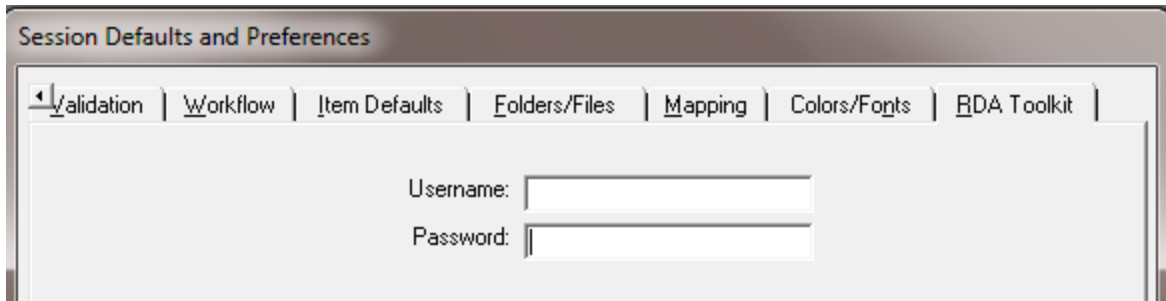 Session Defaults and Preferences
Validation Workflow Item Defaults Folders/Files Mapping Colors/Fonts RDA Toolkit
Username:
Password: